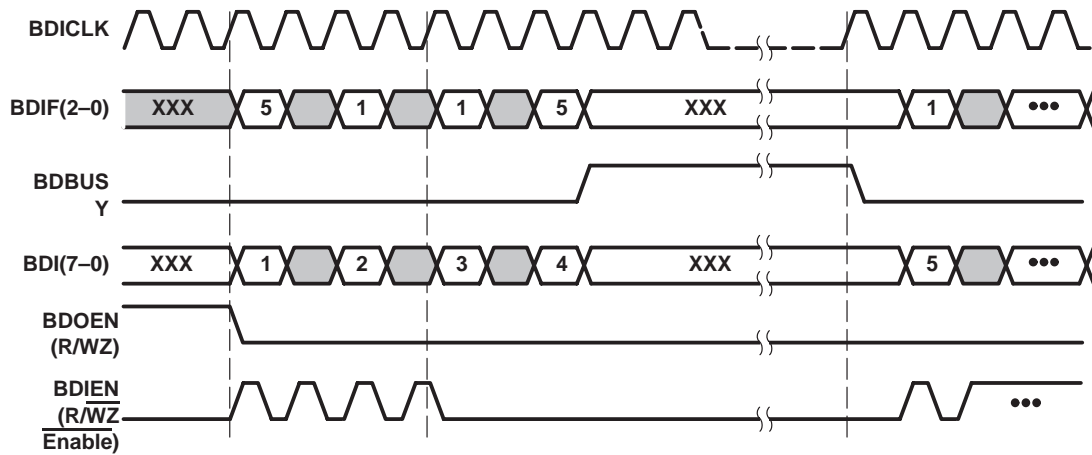 BDICLK
BDIF(2–0) XXX 5 1 1 5 XXX 1 •••
BDBUS
Y
BDI(7–0) XXX 1 2 3 4 XXX 5 •••
BDOEN
(R/WZ)
BDIEN
(R/WZ
Enable)
•••